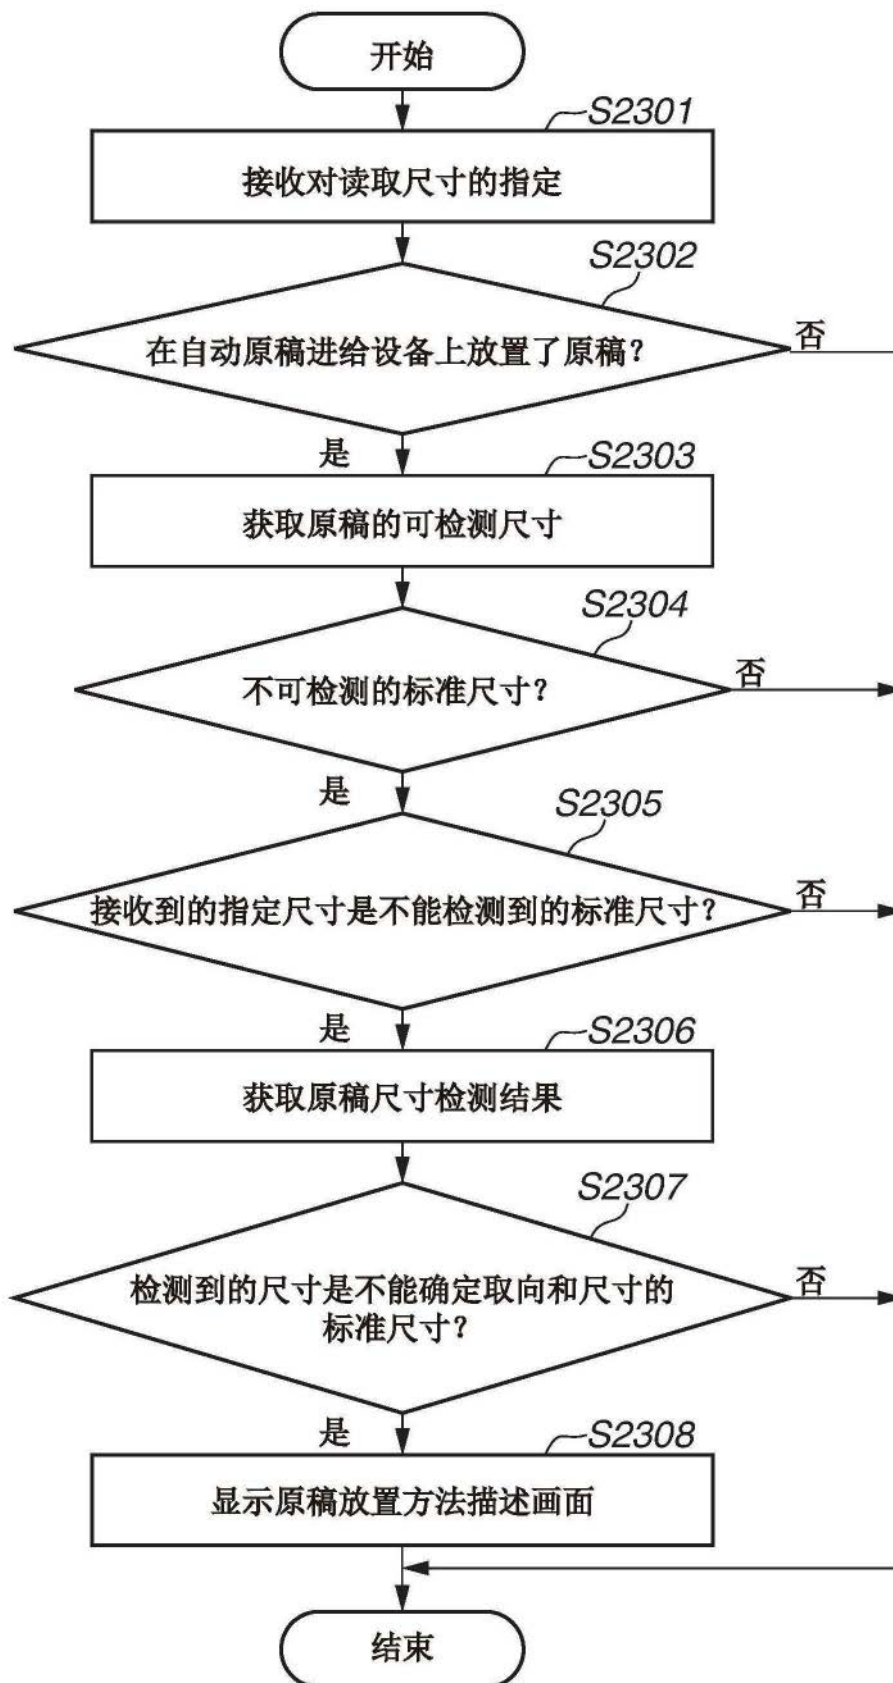 开始
S2301
接收对读取尺寸的指定
S2302
在自动原稿进给设备上放置了原稿？
否
是
S2303
获取原稿的可检测尺寸
S2304
不可检测的标准尺寸？
否
是
S2305
接收到的指定尺寸是不能检测到的标准尺寸？
否
是
S2306
获取原稿尺寸检测结果
S2307
检测到的尺寸是不能确定取向和尺寸的
标准尺寸？
否
是
S2308
显示原稿放置方法描述画面
结束